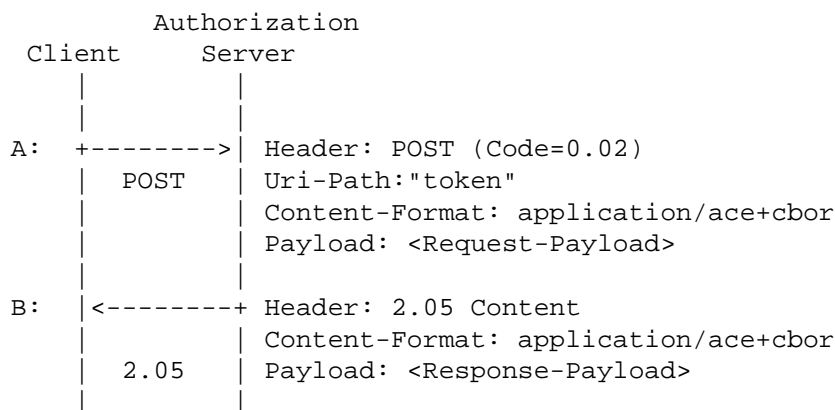 Authorization
Client Server
| |
| |
A: +-------->| Header: POST (Code=0.02)
| POST | Uri-Path:"token"
| | Content-Format: application/ace+cbor
| | Payload: <Request-Payload>
| |
B: |<--------+ Header: 2.05 Content
| | Content-Format: application/ace+cbor
| 2.05 | Payload: <Response-Payload>
| |